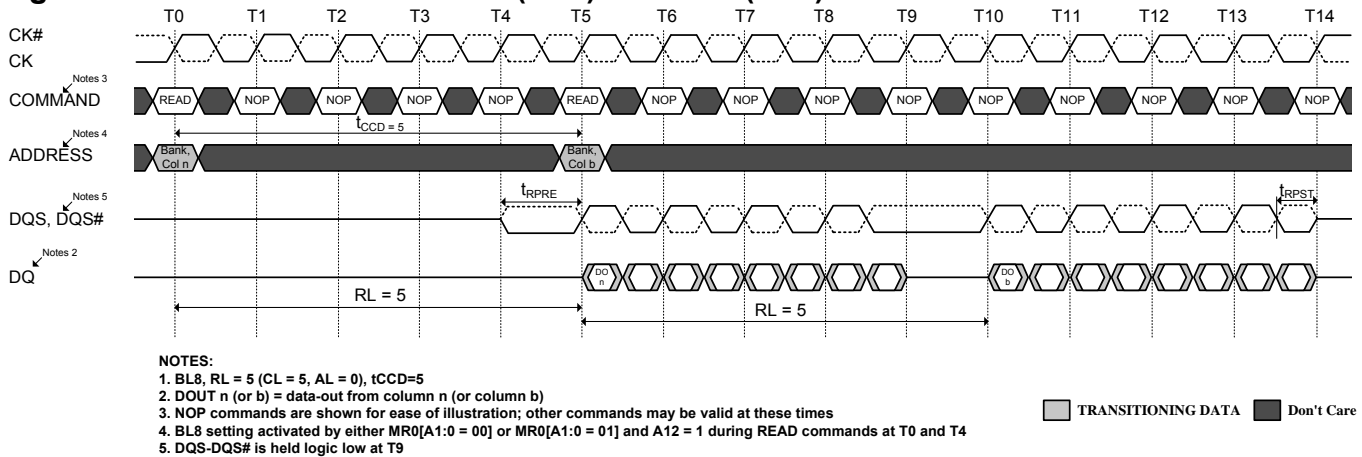 T0 T1 T2 T3 T4 T5 T6 T7 T8 T9 T10 T11 T12 T13 T14
CK#
CK
Notes 3
COMMAND READ NOP NOP NOP NOP READ NOP NOP NOP NOP NOP NOP NOP NOP NOP
tCCD = 5
Notes 4
ADDRESS
Bank, Col n
Bank, Col b
Notes 5
tRPRE
tRPST
DQS, DQS#
Notes 2
DQ
DO n
DO b
RL = 5
RL = 5
NOTES:
1. BL8, RL = 5 (CL = 5, AL = 0), tCCD=5
2. DOUT n (or b) = data-out from column n (or column b)
3. NOP commands are shown for ease of illustration; other commands may be valid at these times
4. BL8 setting activated by either MR0[A1:0 = 00] or MR0[A1:0 = 01] and A12 = 1 during READ commands at T0 and T4
5. DQS-DQS# is held logic low at T9
TRANSITIONING DATA Don't Care